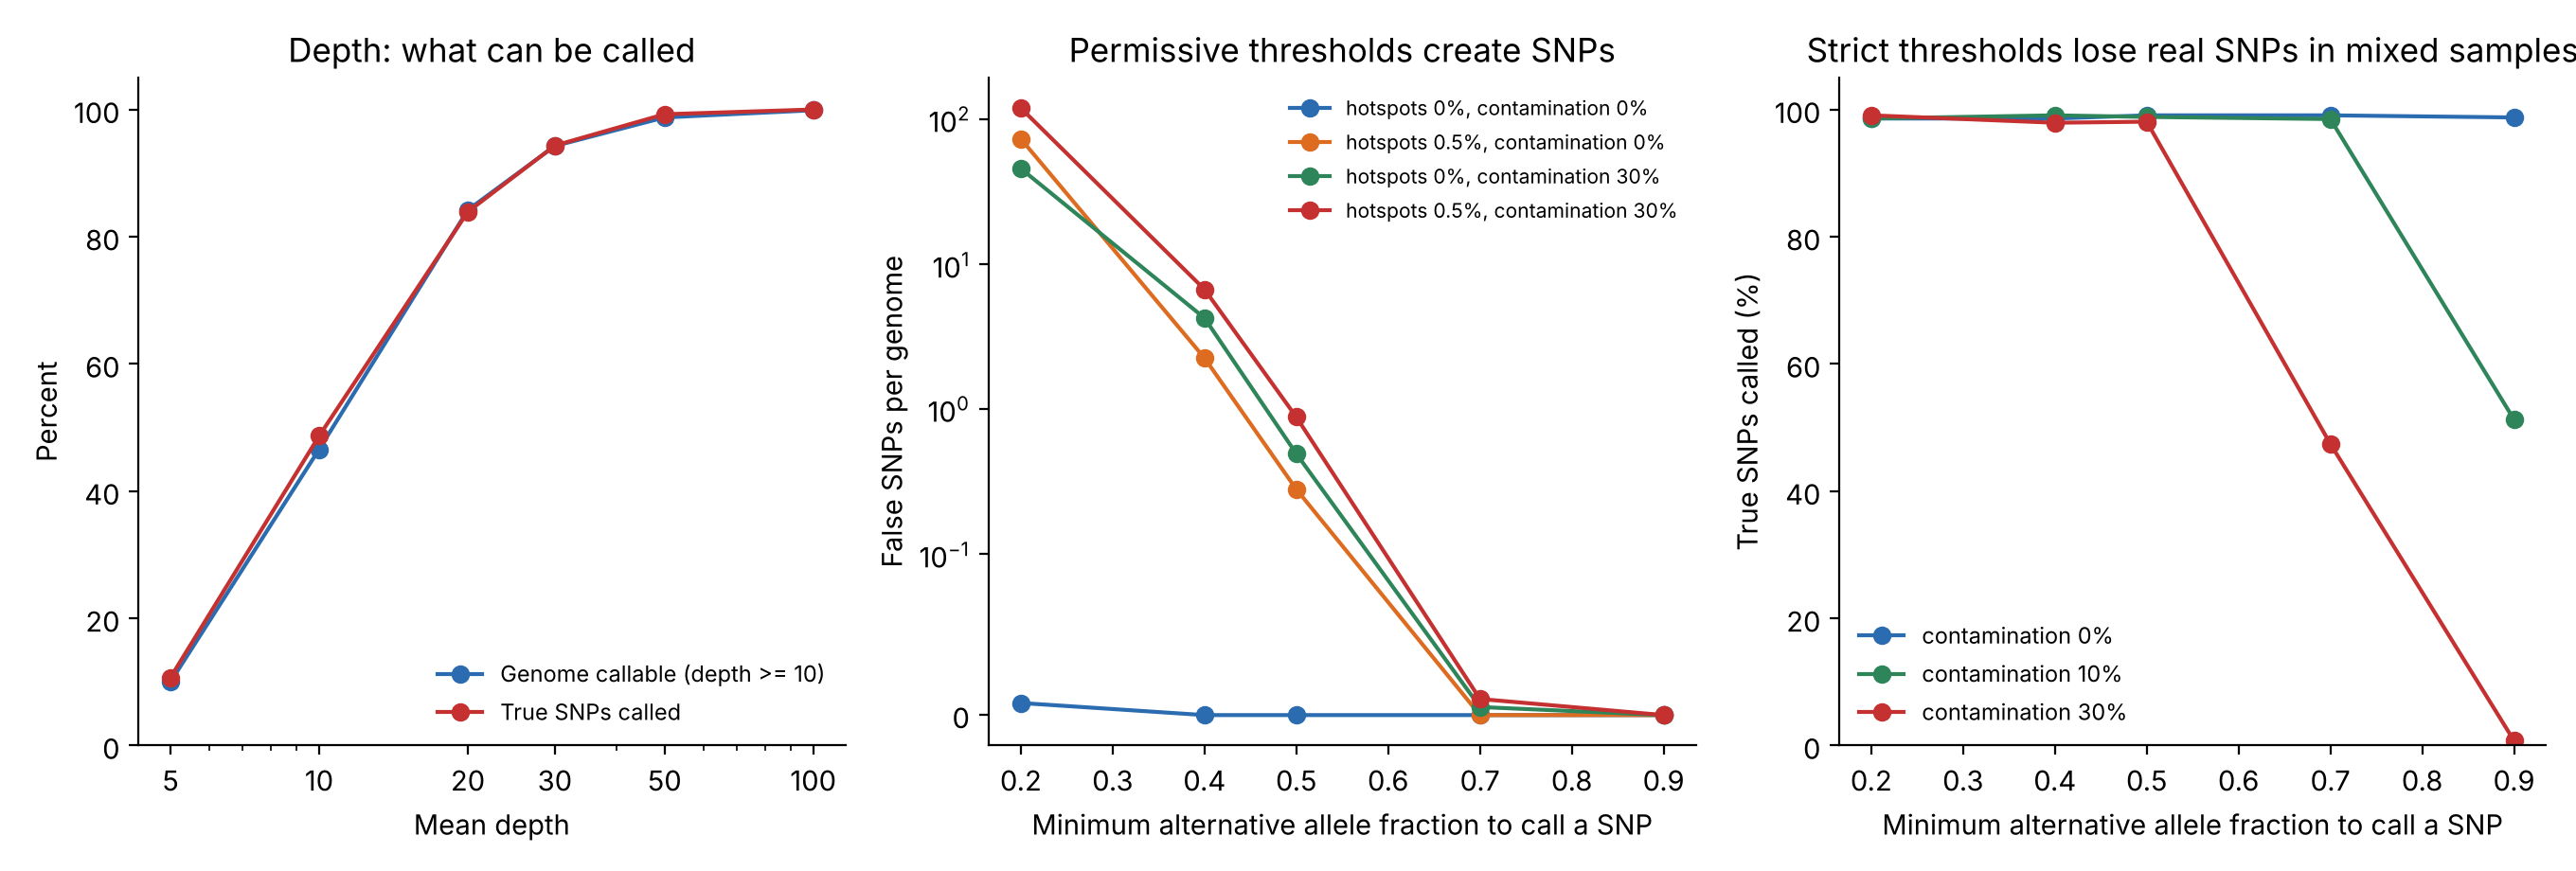 Depth: what can be called
Percent
100
80
60
40
20
0
5 10 20 30 50 100
Mean depth
Genome callable (depth >= 10)
True SNPs called
Permissive thresholds create SNPs
False SNPs per genome
10²
10¹
10⁰
10⁻¹
0
0.2 0.3 0.4 0.5 0.6 0.7 0.8 0.9
Minimum alternative allele fraction to call a SNP
hotspots 0%, contamination 0%
hotspots 0.5%, contamination 0%
hotspots 0%, contamination 30%
hotspots 0.5%, contamination 30%
Strict thresholds lose real SNPs in mixed samples
True SNPs called (%)
100
80
60
40
20
0
0.2 0.3 0.4 0.5 0.6 0.7 0.8 0.9
Minimum alternative allele fraction to call a SNP
contamination 0%
contamination 10%
contamination 30%